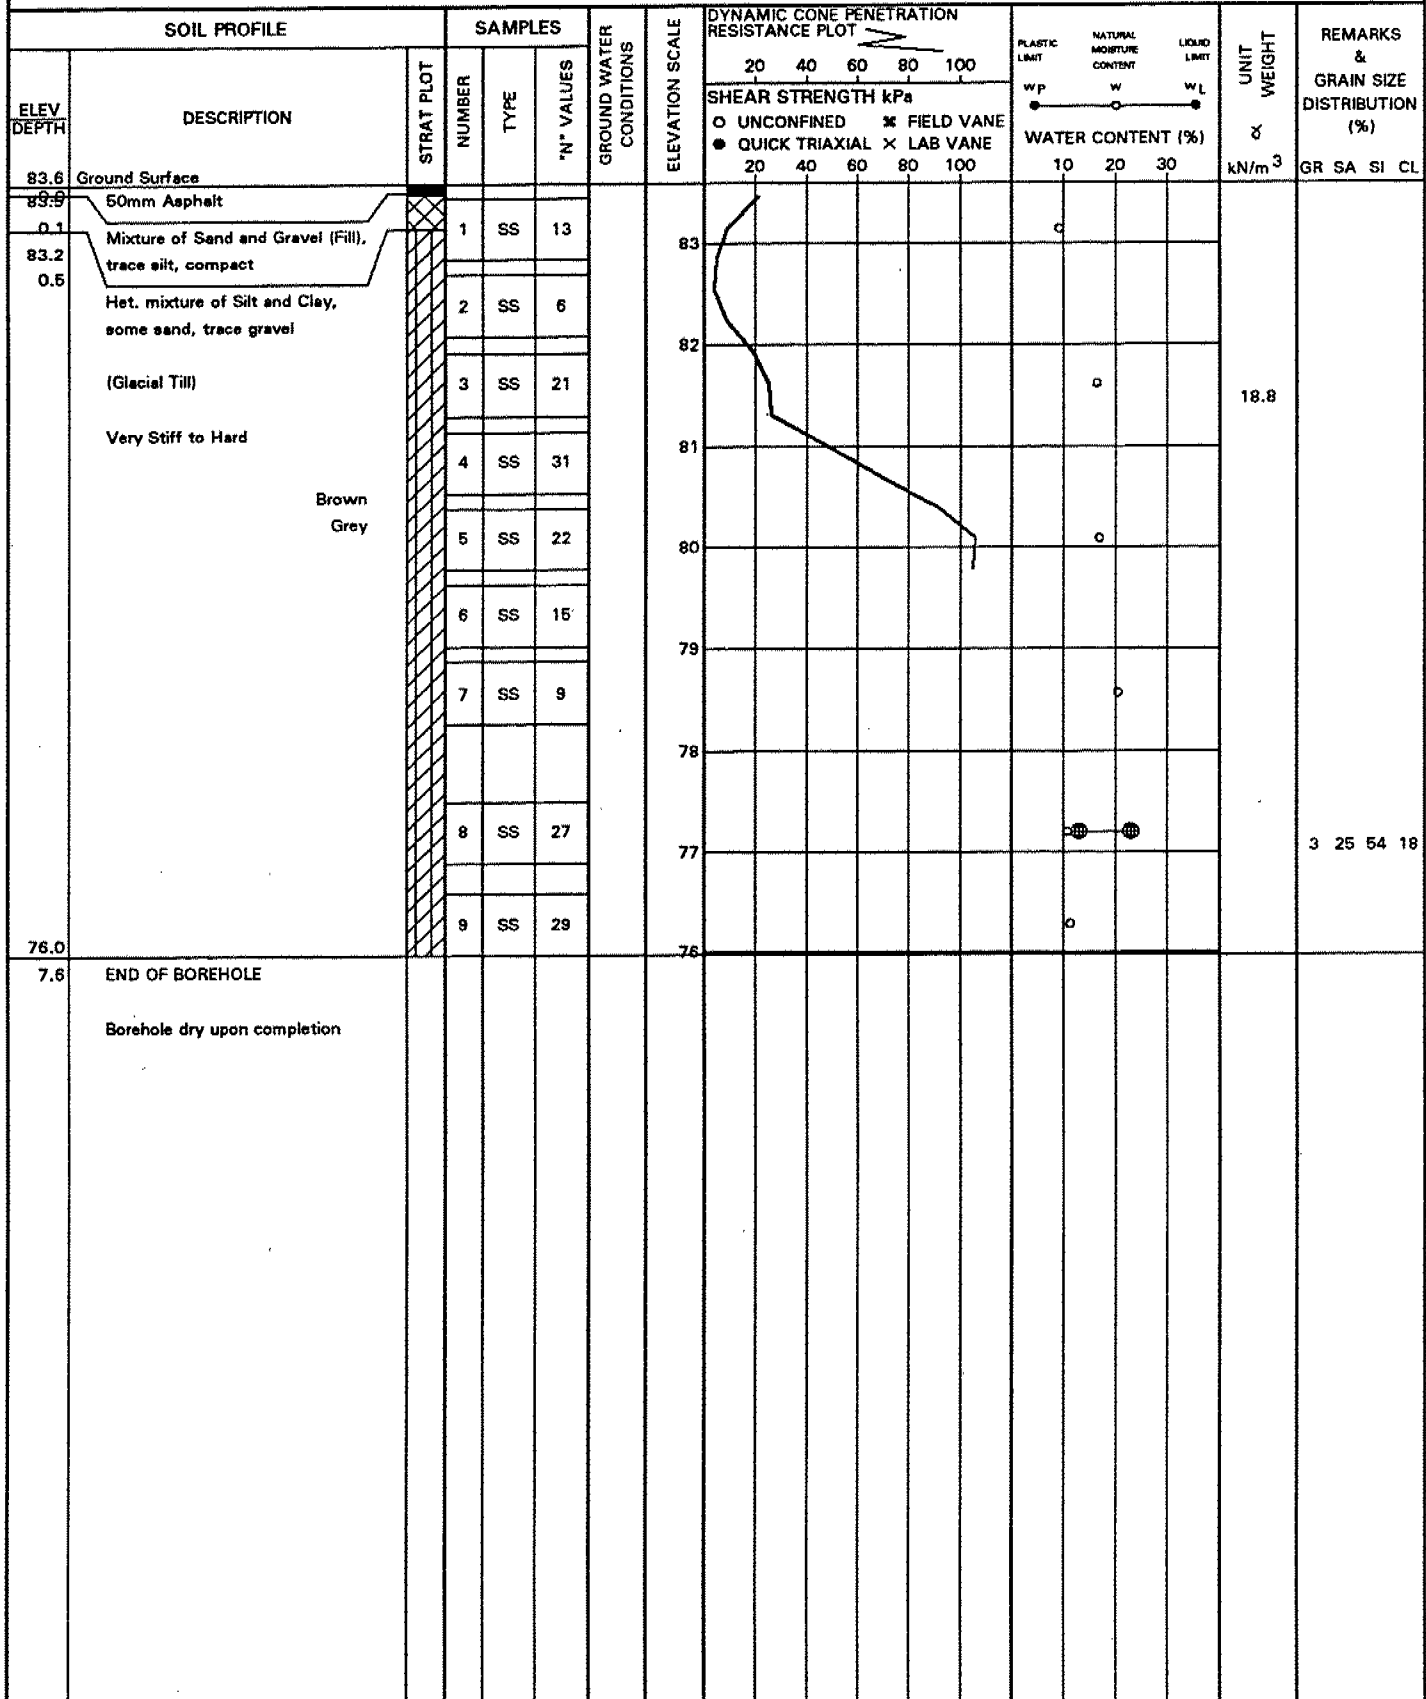 SOIL PROFILE
SAMPLES
GROUND WATER CONDITIONS
ELEVATION SCALE
DYNAMIC CONE PENETRATION
RESISTANCE PLOT
20 40 60 80 100
SHEAR STRENGTH kPa
O UNCONFINED ✖ FIELD VANE
● QUICK TRIAXIAL × LAB VANE
20 40 60 80 100
PLASTIC LIMIT
NATURAL MOISTURE CONTENT
LIQUID LIMIT
WP W WL
WATER CONTENT (%)
10 20 30
UNIT WEIGHT
γ
kN/m³
REMARKS
&
GRAIN SIZE
DISTRIBUTION
(%)
GR SA SI CL
ELEV
DEPTH
DESCRIPTION
STRAT PLOT
NUMBER
TYPE
"N" VALUES
83.6 Ground Surface
50mm Asphalt
0.1
Mixture of Sand and Gravel (Fill),
trace silt, compact
83.2
0.5
Het. mixture of Silt and Clay,
some sand, trace gravel
(Glacial Till)
Very Stiff to Hard
Brown
Grey
1 SS 13
2 SS 6
3 SS 21
4 SS 31
5 SS 22
6 SS 15
7 SS 9
8 SS 27
9 SS 29
83
82
81
80
79
78
77
76
18.8
3 25 54 18
76.0
7.6
END OF BOREHOLE
Borehole dry upon completion